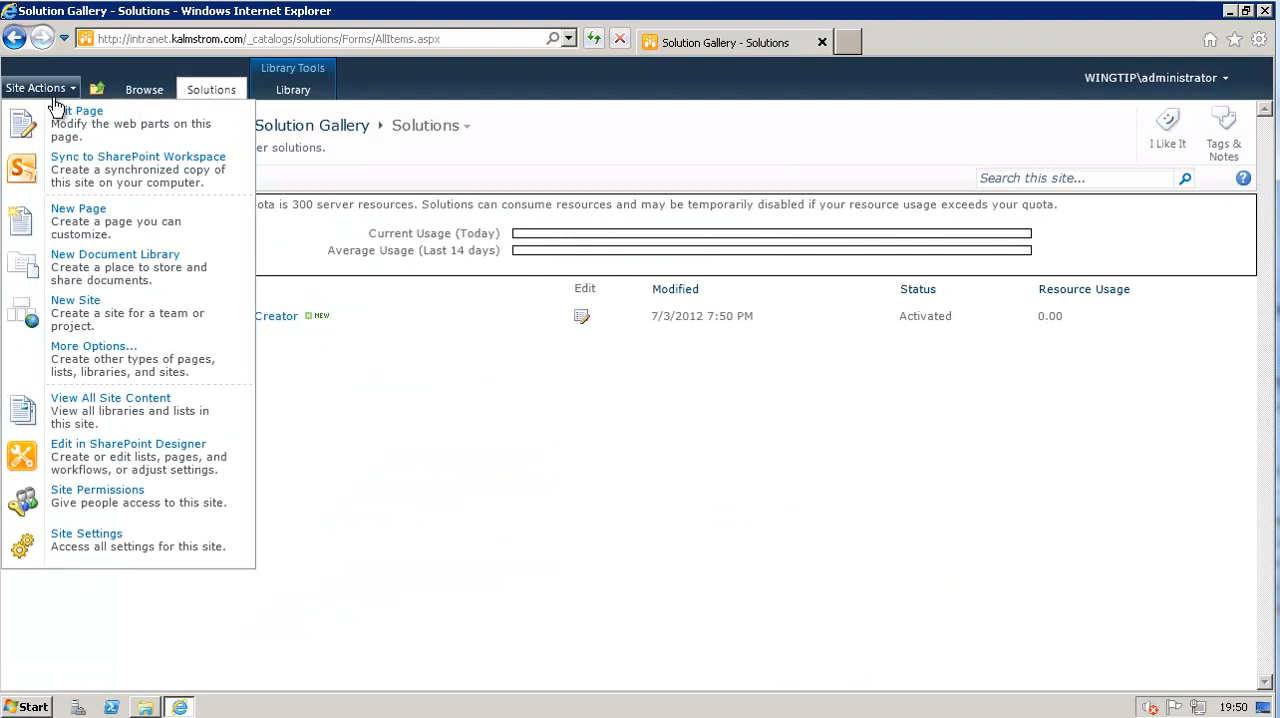 Solution Gallery - Solutions - Windows Internet Explorer
http://intranet.kalmstrom.com/_catalogs/solutions/Forms/AllItems.aspx
Solution Gallery - Solutions
Library Tools
Site Actions
Browse
Solutions
Library
WINGTIP\administrator
Page
Modify the web parts on this
page.
Sync to SharePoint Workspace
Create a synchronized copy of
this site on your computer.
New Page
Create a page you can
customize.
New Document Library
Create a place to store and
share documents.
New Site
Create a site for a team or
project.
More Options...
Create other types of pages,
lists, libraries, and sites.
View All Site Content
View all libraries and lists in
this site.
Edit in SharePoint Designer
Create or edit lists, pages, and
workflows, or adjust settings.
Site Permissions
Give people access to this site.
Site Settings
Access all settings for this site.
Solution Gallery Solutions
er solutions.
I Like It
Tags &
Notes
Search this site...
ota is 300 server resources. Solutions can consume resources and may be temporarily disabled if your resource usage exceeds your quota.
Current Usage (Today)
Average Usage (Last 14 days)
Edit Modified Status Resource Usage
Creator NEW 7/3/2012 7:50 PM Activated 0.00
Start
19:50